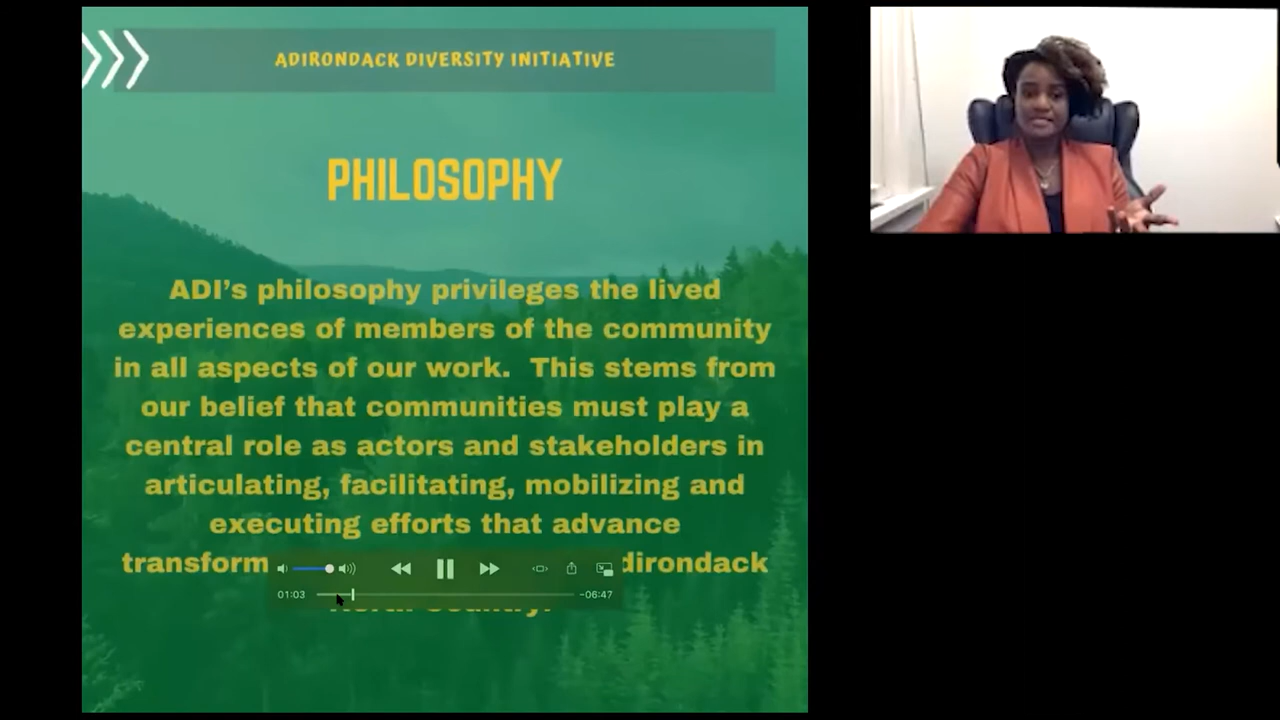 ADIRONDACK DIVERSITY INITIATIVE
PHILOSOPHY
ADI’s philosophy privileges the lived
experiences of members of the community
in all aspects of our work. This stems from
our belief that communities must play a
central role as actors and stakeholders in
articulating, facilitating, mobilizing and
executing efforts that advance
transform dirondack
North Country.
01:03 -06:47